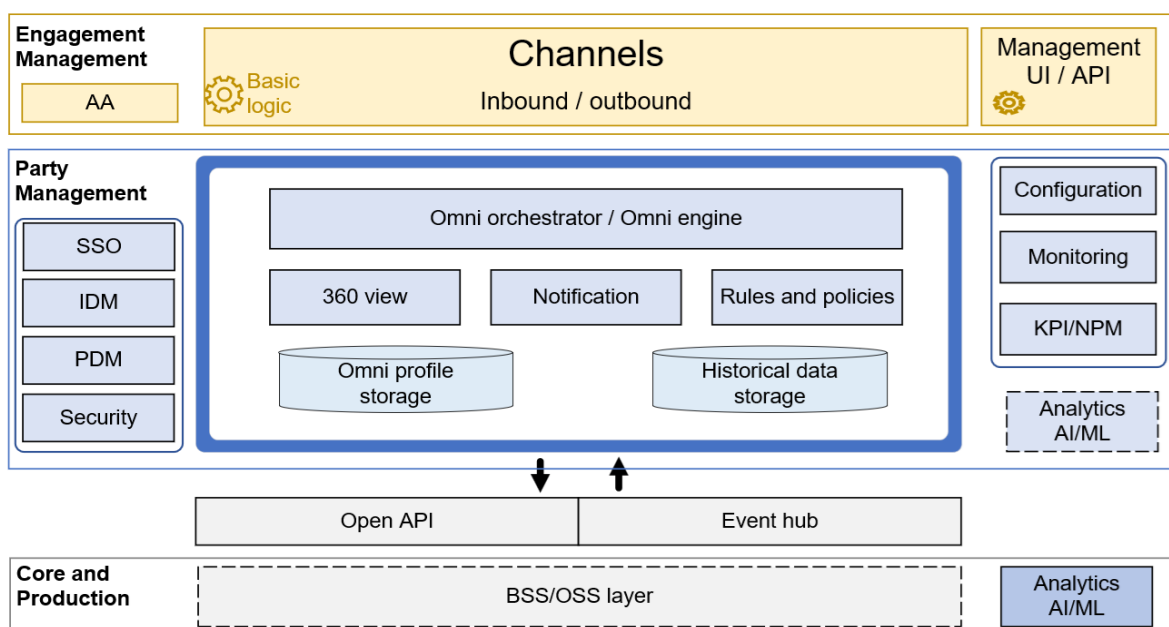 Engagement
Management
AA
Channels
Basic
logic
Inbound / outbound
Management
UI / API
Party
Management
SSO
IDM
PDM
Security
Omni orchestrator / Omni engine
360 view
Notification
Rules and policies
Omni profile
storage
Historical data
storage
Configuration
Monitoring
KPI/NPM
Analytics
AI/ML
Open API
Event hub
Core and
Production
BSS/OSS layer
Analytics
AI/ML